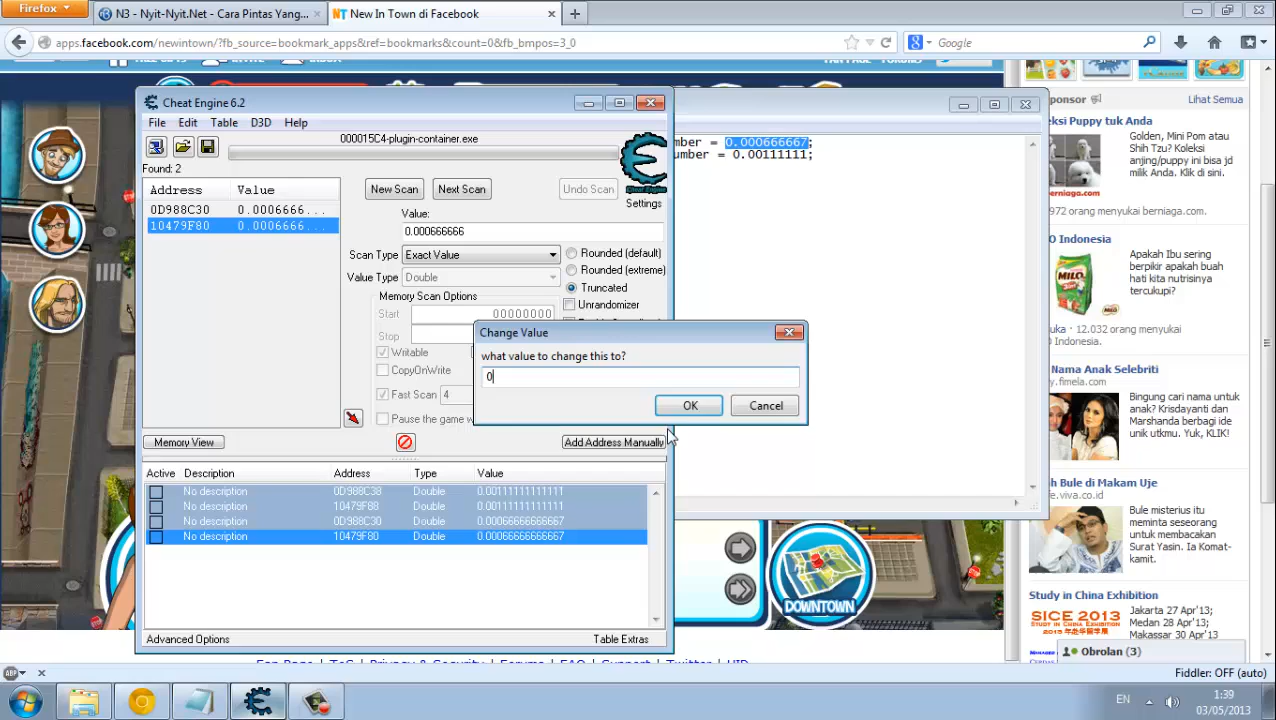 Firefox
N3 - Nyit-Nyit.Net - Cara Pintas Yang...
New In Town di Facebook
apps.facebook.com/newintown/?fb_source=bookmark_apps&ref=bookmarks&count=0&fb_bmpos=3_0
Google
Cheat Engine 6.2
File Edit Table D3D Help
000015C4-plugin-container.exe
Found: 2
Address Value
0D988C30 0.0006666...
10479F80 0.0006666...
New Scan Next Scan Undo Scan
Settings
Value:
0.000666666
Scan Type Exact Value
Value Type Double
Rounded (default)
Rounded (extreme)
Truncated
Unrandomizer
Memory Scan Options
Start 00000000
Stop
Writable
CopyOnWrite
Fast Scan 4
Pause the game w
Memory View
Add Address Manually
Change Value
what value to change this to?
0
OK Cancel
Active Description Address Type Value
No description 0D988C38 Double 0.00111111111111
No description 10479F88 Double 0.00111111111111
No description 0D988C30 Double 0.00066666666667
No description 10479F80 Double 0.00066666666667
Advanced Options Table Extras
mber = 0.000666667;
umber = 0.00111111;
DOWNTOWN
ponsor Lihat Semua
eksi Puppy tuk Anda
Golden, Mini Pom atau
Shih Tzu? Koleksi
anjing/puppy ini bisa jd
milik Anda. Klik di sini.
berniaga.com
972 orang menyukai berniaga.com.
O Indonesia
Apakah Ibu sering
berpikir apakah buah
hati kita nutrisinya
tercukupi?
uka · 12.032 orang menyukai
O Indonesia.
Nama Anak Selebriti
.fimela.com
Bingung cari nama untuk
anak? Krisdayanti dan
Marshanda berbagi ide
unik untukmu. Yuk, KLIK!
ah Bule di Makam Uje
e.viva.co.id
Bule misterius itu
meminta seseorang
untuk bacakan Surah
Surat Yasin. Ia Komat-
kamit.
Study in China Exhibition
SICE 2013
Jakarta 27 Apr'13;
Medan 28 Apr'13;
Makassar 30 Apr'13
Obrolan (3)
Fiddler: OFF (auto)
ABP
EN
1:39
03/05/2013